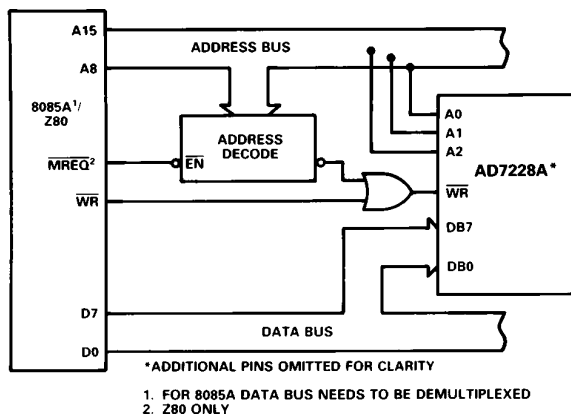 A15
ADDRESS BUS
A8
8085A¹/
Z80
ADDRESS
DECODE
A0
A1
A2
AD7228A*
MREQ²
EN
WR
WR
DB7
DB0
D7
DATA BUS
D0
*ADDITIONAL PINS OMITTED FOR CLARITY
1. FOR 8085A DATA BUS NEEDS TO BE DEMULTIPLEXED
2. Z80 ONLY